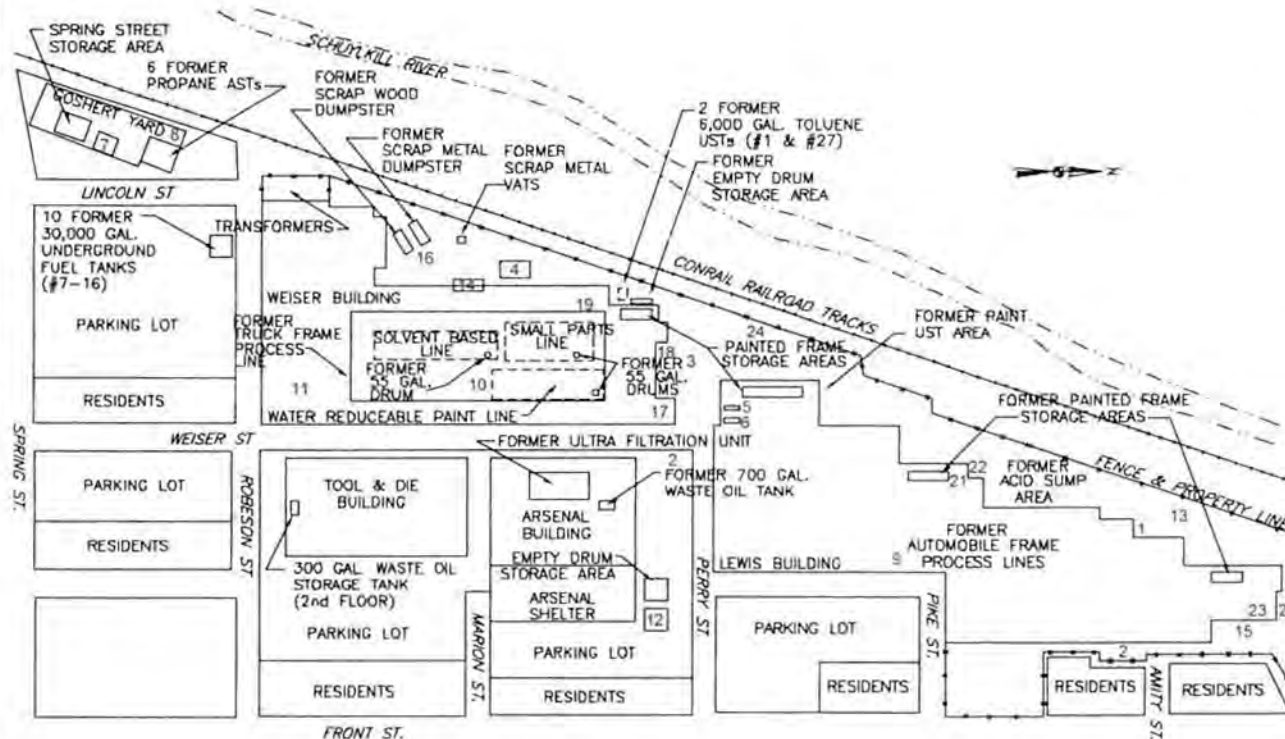 SPRING STREET
STORAGE AREA
6 FORMER
PROPANE ASTs
GOSHERT YARD 8
7
LINCOLN ST
FORMER
SCRAP WOOD
DUMPSTER
FORMER
SCRAP METAL
DUMPSTER
FORMER
SCRAP METAL
VATS
SCHUYLKILL RIVER
2 FORMER
6,000 GAL. TOLUENE
USTs (#1 & #27)
FORMER
EMPTY DRUM
STORAGE AREA
Z
10 FORMER
30,000 GAL.
UNDERGROUND
FUEL TANKS
(#7-16)
PARKING LOT
RESIDENTS
TRANSFORMERS
16
4
14
WEISER BUILDING
19
CONRAIL RAILROAD TRACKS
24
FORMER
TRUCK FRAME
PROCESS
LINE
SOLVENT BASED
LINE
SMALL PARTS
LINE
FORMER
55 GAL.
DRUM
10
FORMER
55 GAL.
DRUMS
11
WATER REDUCEABLE PAINT LINE
18
3
17
PAINTED FRAME
STORAGE AREAS
FORMER PAINT
UST AREA
5
6
FORMER PAINTED FRAME
STORAGE AREAS
WEISER ST
SPRING ST.
PARKING LOT
RESIDENTS
ROBESON ST.
TOOL & DIE
BUILDING
300 GAL WASTE OIL
STORAGE TANK
(2nd FLOOR)
PARKING LOT
RESIDENTS
MARION ST.
FORMER ULTRA FILTRATION UNIT
2
FORMER 700 GAL.
WASTE OIL TANK
ARSENAL
BUILDING
EMPTY DRUM
STORAGE AREA
ARSENAL
SHELTER
12
PARKING LOT
RESIDENTS
PERRY ST.
LEWIS BUILDING
9
22
21
FORMER
ACID SUMP
AREA
FENCE & PROPERTY LINE
13
1
FORMER
AUTOMOBILE FRAME
PROCESS LINES
PARKING LOT
RESIDENTS
PIKE ST.
23
2
15
2
RESIDENTS
AMITY ST.
RESIDENTS
FRONT ST.